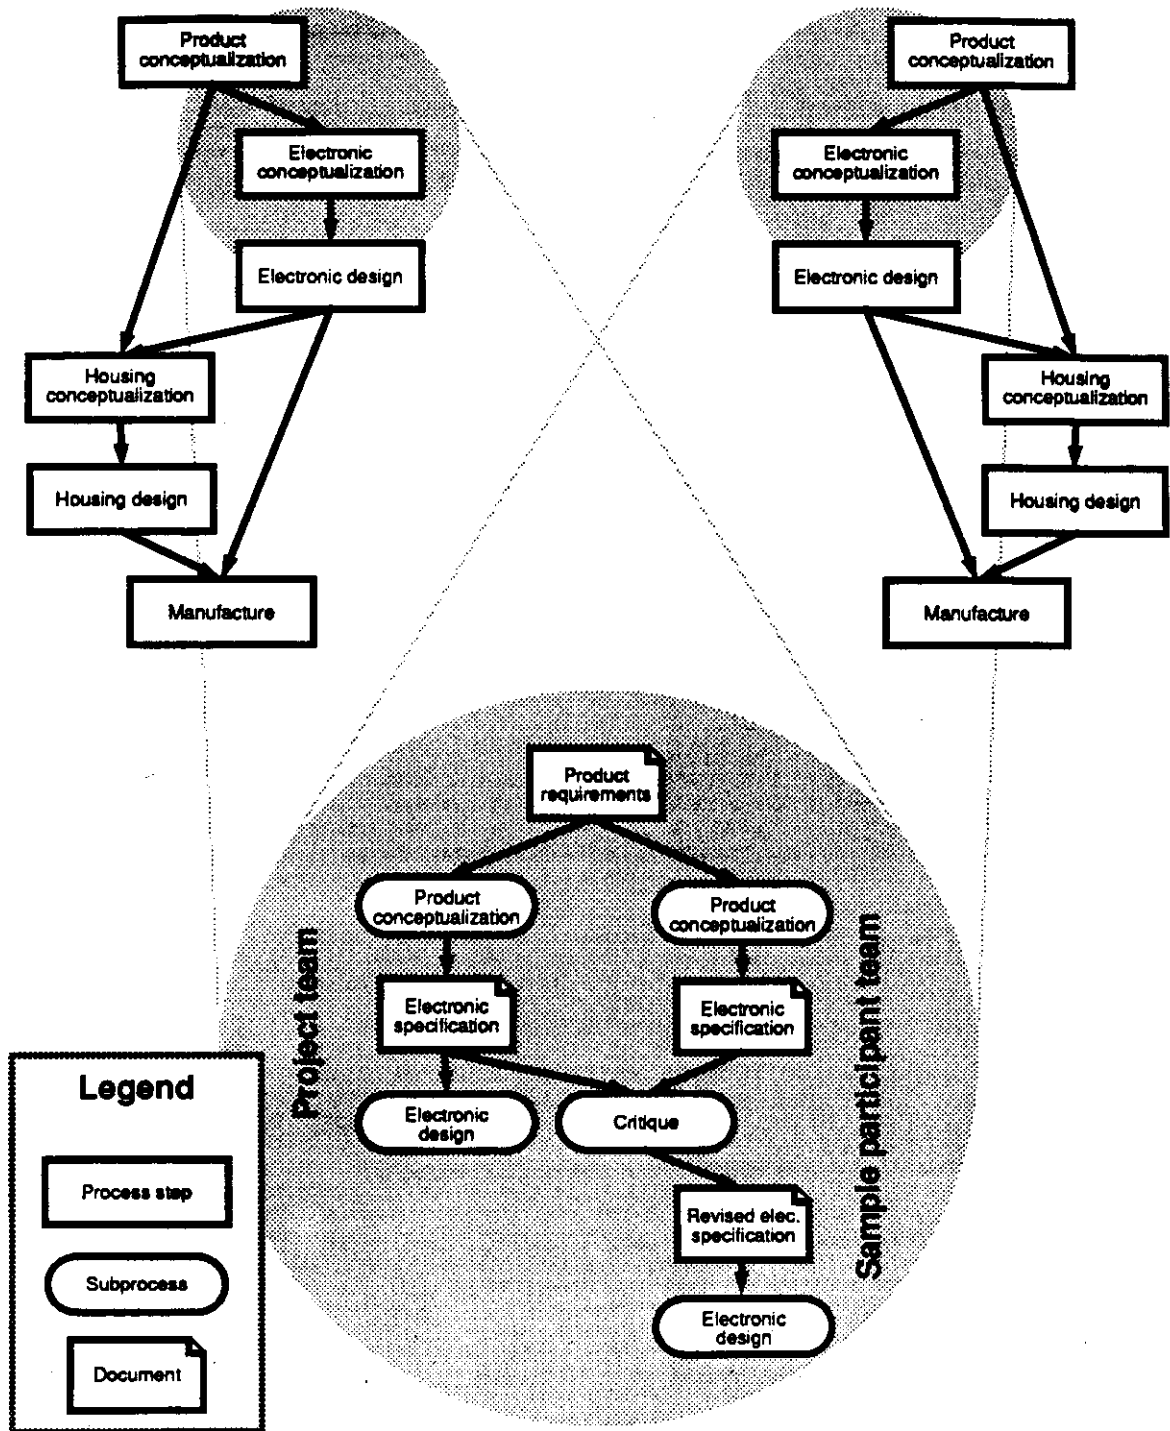 Product
conceptualization
Electronic
conceptualization
Electronic design
Housing
conceptualization
Housing design
Manufacture
Product
conceptualization
Electronic
conceptualization
Electronic design
Housing
conceptualization
Housing design
Manufacture
Product
requirements
Project team
Product
conceptualization
Electronic
specification
Electronic
design
Product
conceptualization
Electronic
specification
Critique
Revised elec.
specification
Electronic
design
Sample participant team
Legend
Process step
Subprocess
Document